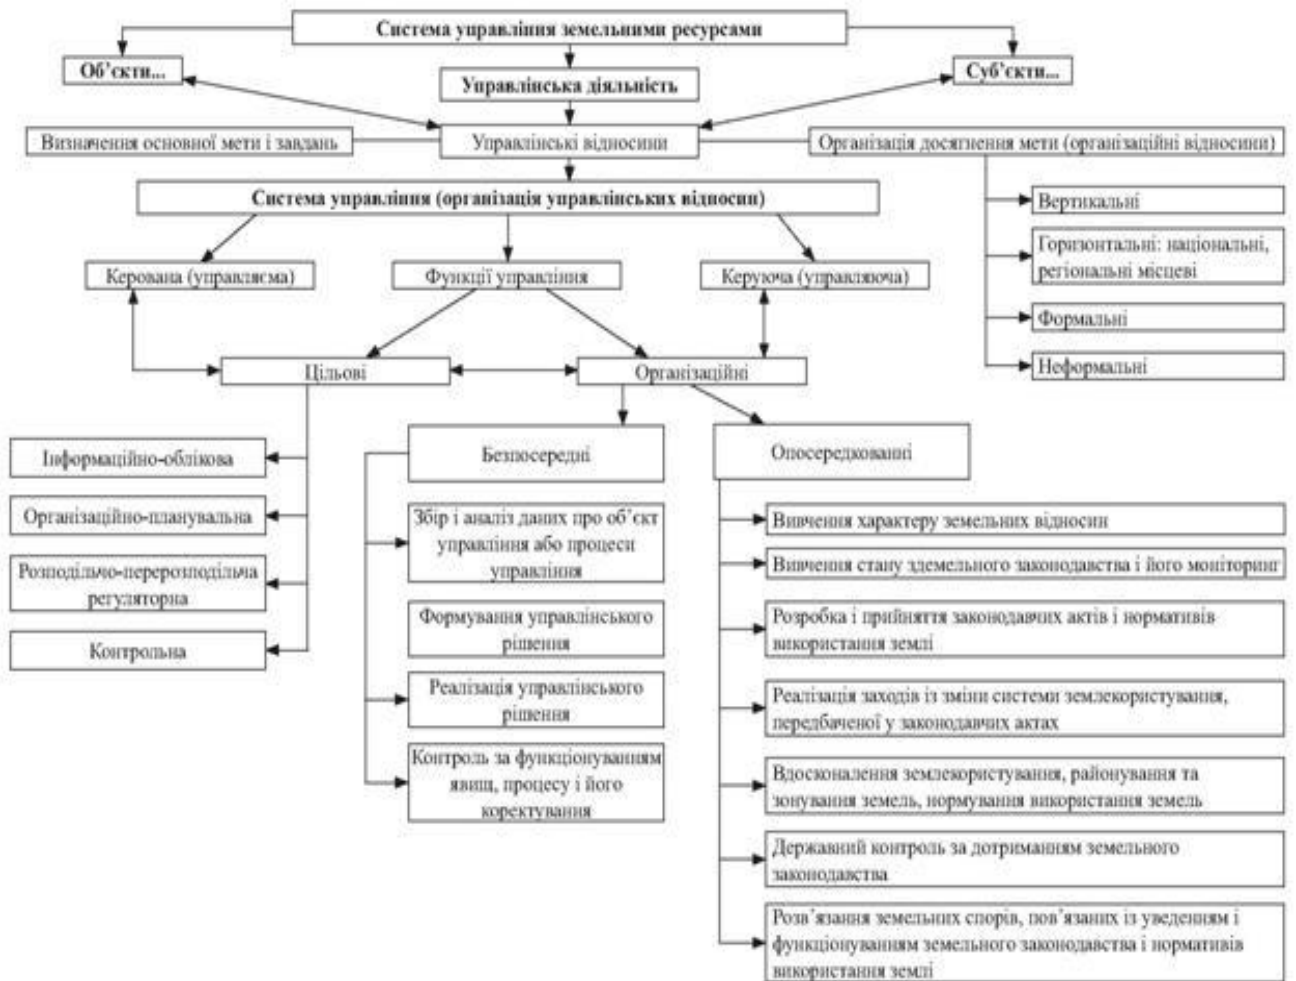 Система управління земельними ресурсами
Об’єкти...
Управлінська діяльність
Суб’єкти...
Визначення основної мети і завдань
Управлінські відносини
Організація досягнення мети (організаційні відносини)
Система управління (організація управлінських відносин)
Вертикальні
Горизонтальні: національні,
регіональні місцеві
Формальні
Неформальні
Керована (управляєма)
Функції управління
Керуюча (управляюча)
Цільові
Організаційні
Інформаційно-облікова
Організаційно-планувальна
Розподільчо-перерозподільча
регуляторна
Контрольна
Безпосередні
Збір і аналіз даних про об’єкт
управління або процеси
управління
Формування управлінського
рішення
Реалізація управлінського
рішення
Контроль за функціонуванням
явищ, процесу і його
коректування
Опосередкованні
Вивчення характеру земельних відносин
Вивчення стану здемельного законодавства і його моніторинг
Розробка і прийняття законодавчих актів і нормативів
використання землі
Реалізація заходів із зміни системи землекористування,
передбаченої у законодавчих актах
Вдосконалення землекористування, районування та
зонування земель, нормування використання земель
Державний контроль за дотриманням земельного
законодавства
Розв’язання земельних спорів, пов’язаних із уведенням і
функціонуванням земельного законодавства і нормативів
використання землі